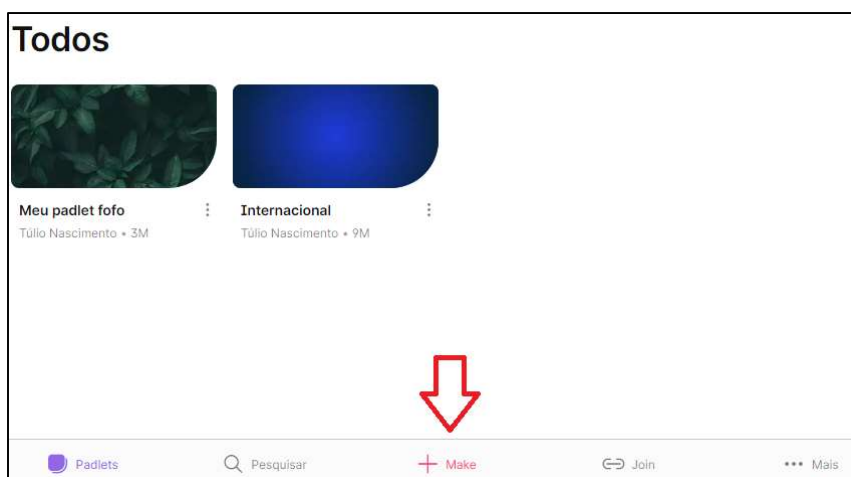 Todos
Meu padlet fofo
Túlio Nascimento • 3M
Internacional
Túlio Nascimento • 9M
Padlets
Pesquisar
Make
Join
Mais